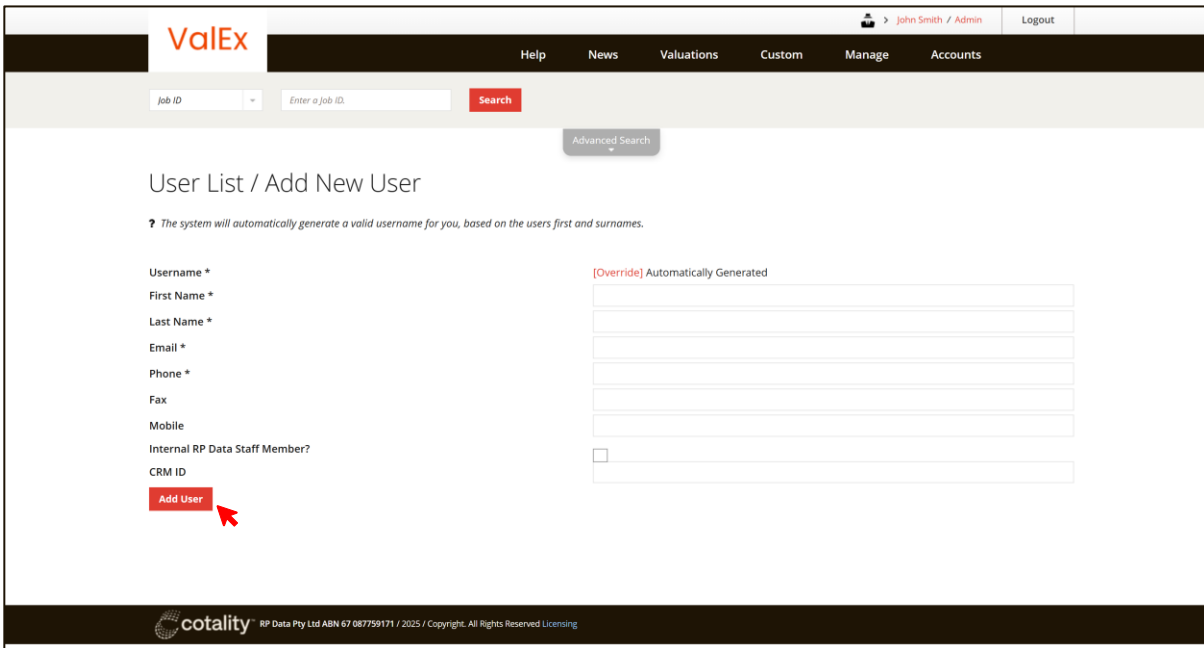 > John Smith / Admin Logout
ValEx
Help News Valuations Custom Manage Accounts
Job ID Enter a Job ID. Search
Advanced Search
User List / Add New User
? The system will automatically generate a valid username for you, based on the users first and surnames.
Username * [Override] Automatically Generated
First Name *
Last Name *
Email *
Phone *
Fax
Mobile
Internal RP Data Staff Member?
CRM ID
Add User
cotality™ RP Data Pty Ltd ABN 67 087759171 / 2025 / Copyright. All Rights Reserved Licensing